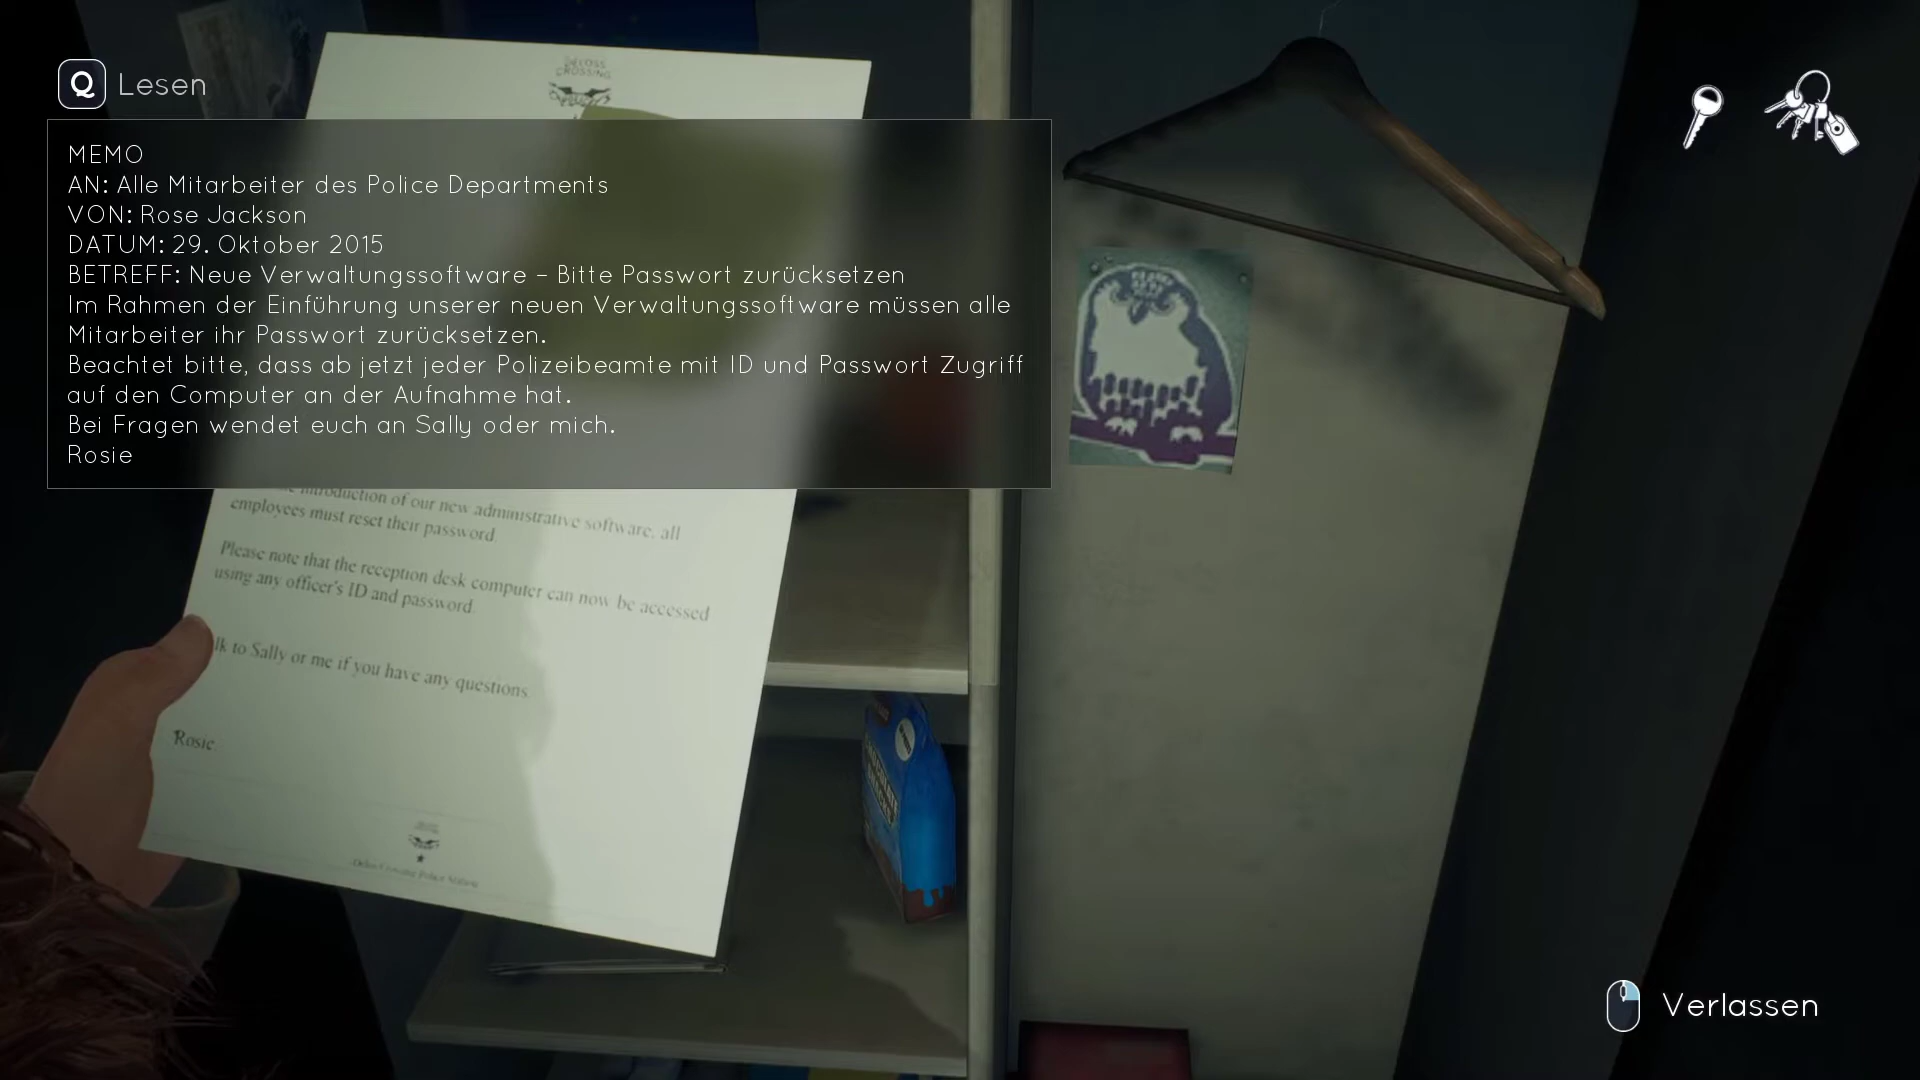 Q Lesen
MEMO
AN: Alle Mitarbeiter des Police Departments
VON: Rose Jackson
DATUM: 29. Oktober 2015
BETREFF: Neue Verwaltungssoftware – Bitte Passwort zurücksetzen
Im Rahmen der Einführung unserer neuen Verwaltungssoftware müssen alle
Mitarbeiter ihr Passwort zurücksetzen.
Beachtet bitte, dass ab jetzt jeder Polizeibeamte mit ID und Passwort Zugriff
auf den Computer an der Aufnahme hat.
Bei Fragen wendet euch an Sally oder mich.
Rosie
CROSSING
introduction of our new administrative software, all
employees must reset their password.
Please note that the reception desk computer can now be accessed
using any officer's ID and password.
to Sally or me if you have any questions.
Rosie
Verlassen